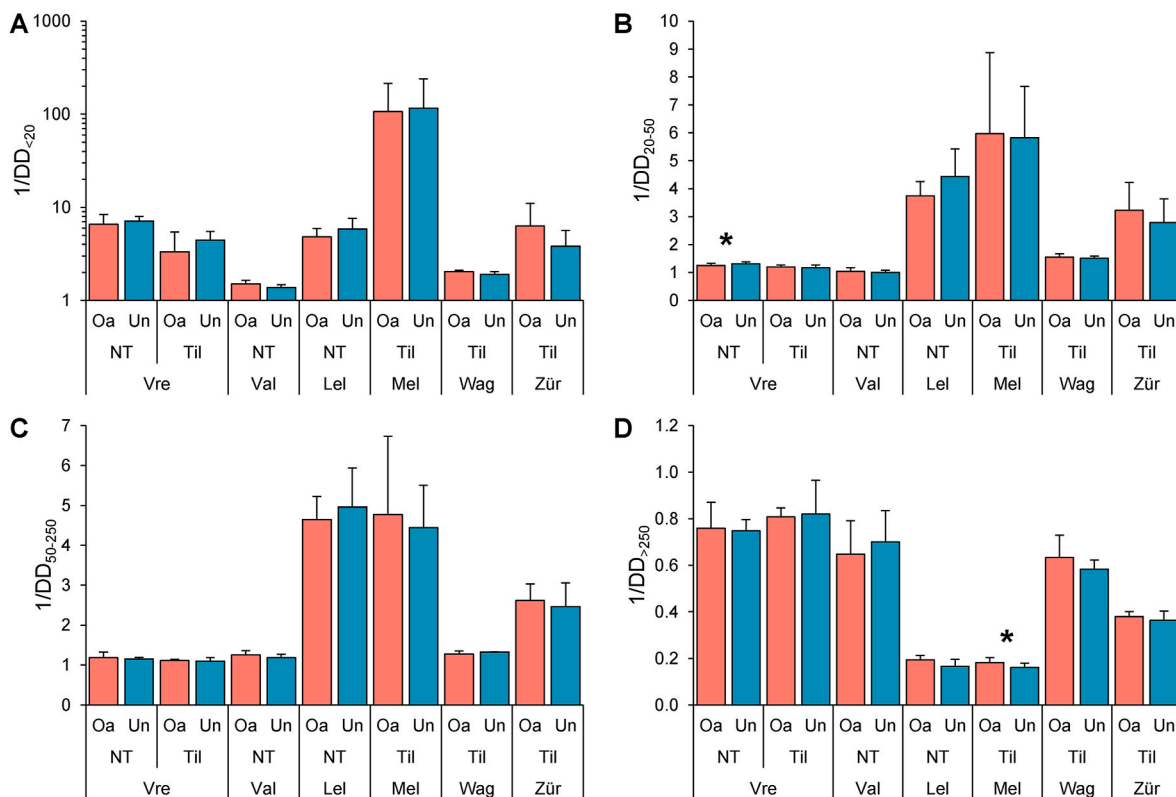 A
1/DD<20
1000
100
10
1
Oa Un Oa Un Oa Un Oa Un Oa Un Oa Un Oa Un
NT Til NT NT Til Til Til
Vre Val Lel Mel Wag Zür
B
1/DD20-50
10
9
8
7
6
5
4
3
2
1
0
*
Oa Un Oa Un Oa Un Oa Un Oa Un Oa Un Oa Un
NT Til NT NT Til Til Til
Vre Val Lel Mel Wag Zür
C
1/DD50-250
7
6
5
4
3
2
1
0
Oa Un Oa Un Oa Un Oa Un Oa Un Oa Un Oa Un
NT Til NT NT Til Til Til
Vre Val Lel Mel Wag Zür
D
1/DD>250
1.2
1.0
0.8
0.6
0.4
0.2
0.0
*
Oa Un Oa Un Oa Un Oa Un Oa Un Oa Un Oa Un
NT Til NT NT Til Til Til
Vre Val Lel Mel Wag Zür